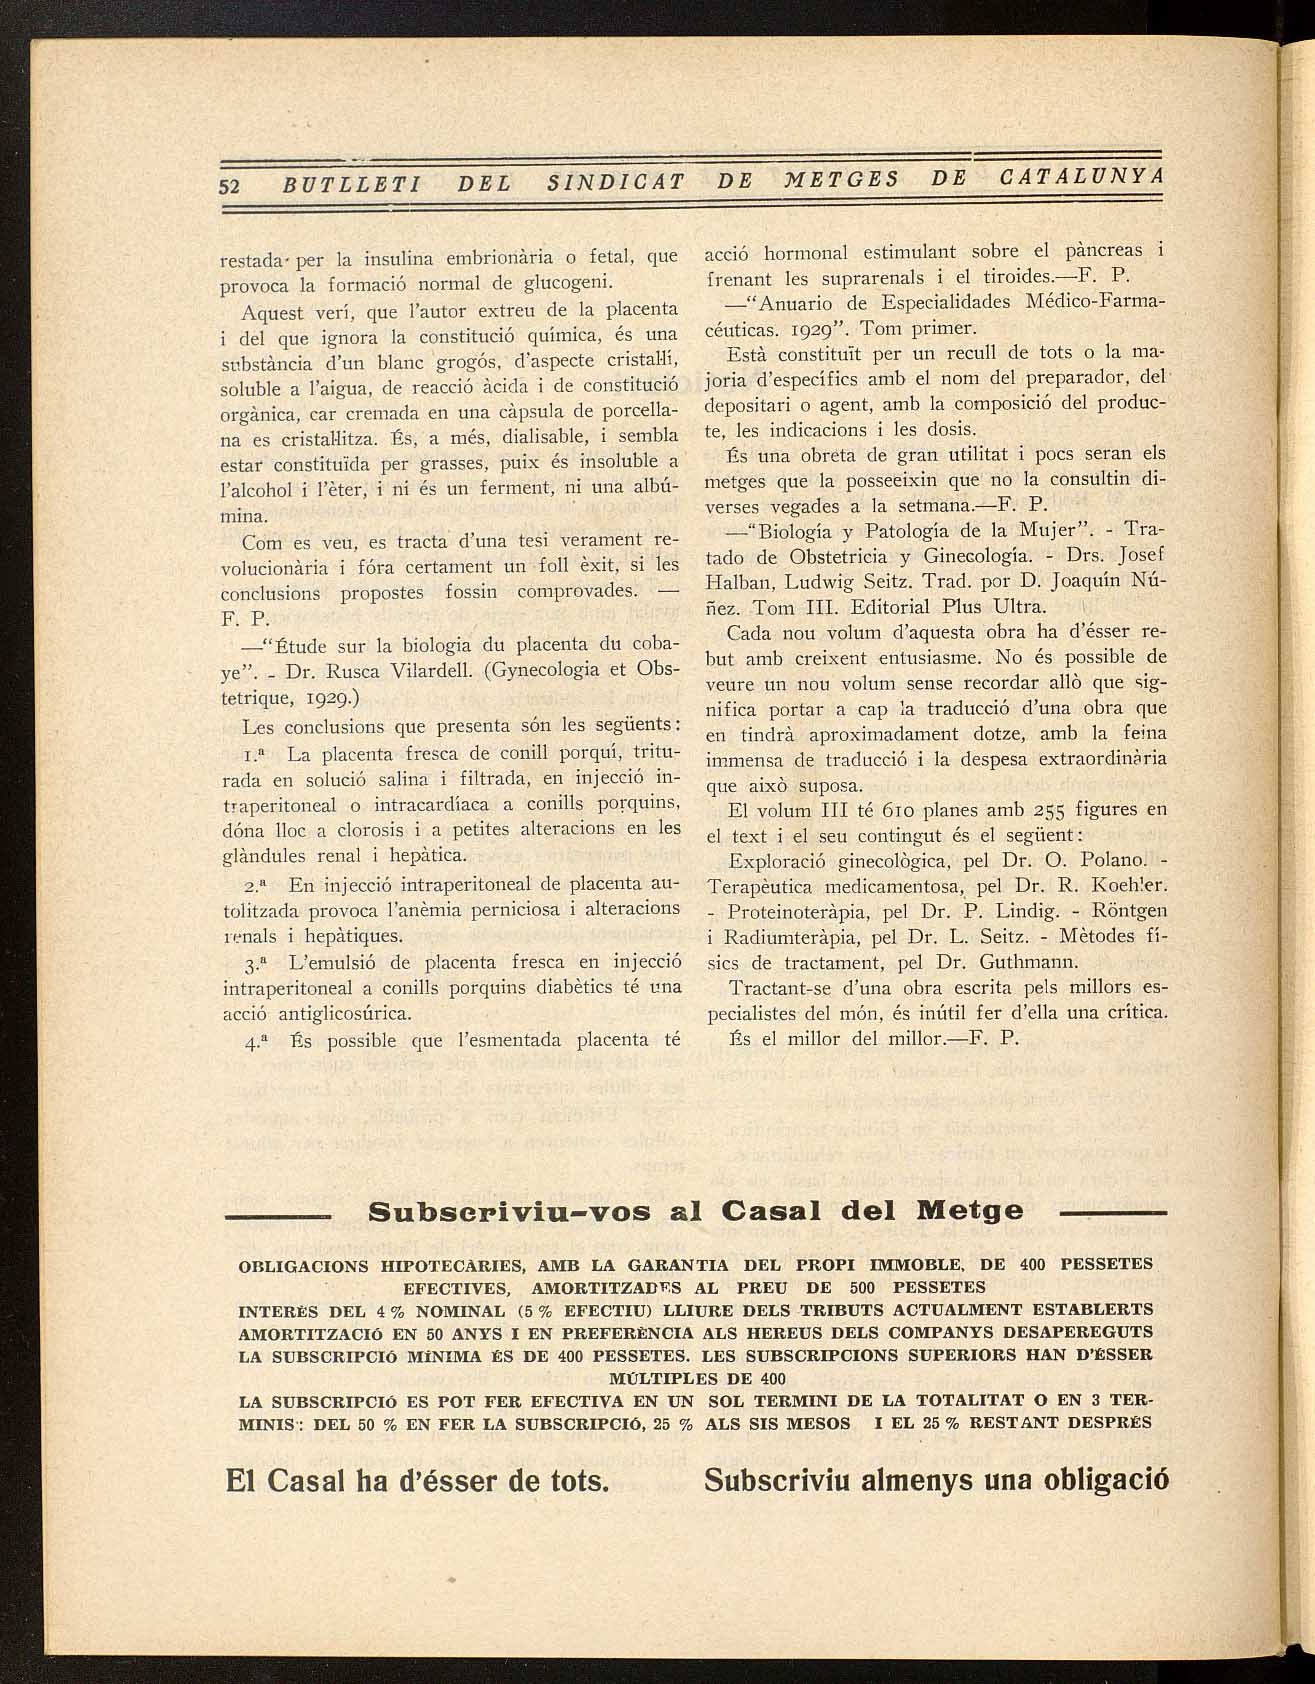 52 BUTLLETI DEL SINDICAT DE METGES DE CATALUNYA
restada per la insulina embrionària o fetal, que
provoca la formació normal de glucogeni.
Aquest verí, que l'autor extreu de la placenta
i del que ignora la constitució química, és una
substància d'un blanc grogós, d'aspecte cristal·lí,
soluble a l'aigua, de reacció àcida i de constitució
orgànica, car cremada en una càpsula de porcella-
na es cristal·litza. És, a més, dialisable, i sembla
estar constituïda per grasses, puix és insoluble a
l'alcohol i l'èter, i ni és un ferment, ni una albú-
mina.
Com es veu, es tracta d'una tesi verament re-
volucionària i fóra certament un foll èxit, si les
conclusions propostes fossin comprovades. —
F. P.
—“Étude sur la biologia du placenta du coba-
ye”. - Dr. Rusca Vilardell. (Gynecologia et Obs-
tetrique, 1929.)
Les conclusions que presenta són les següents:
1.ª La placenta fresca de conill porquí, tritu-
rada en solució salina i filtrada, en injecció in-
traperitoneal o intracardíaca a conills porquins,
dóna lloc a clorosis i a petites alteracions en les
glàndules renal i hepàtica.
2.ª En injecció intraperitoneal de placenta au-
tolitzada provoca l'anèmia perniciosa i alteracions
renals i hepàtiques.
3.ª L'emulsió de placenta fresca en injecció
intraperitoneal a conills porquins diabètics té una
acció antiglicosúrica.
4.ª És possible que l'esmentada placenta té
acció hormonal estimulant sobre el pàncreas i
frenant les suprarenals i el tiroides.—F. P.
—“Anuario de Especialidades Médico-Farma-
céuticas. 1929”. Tom primer.
Està constituït per un recull de tots o la ma-
joria d'específics amb el nom del preparador, del
depositari o agent, amb la composició del produc-
te, les indicacions i les dosis.
És una obreta de gran utilitat i pocs seran els
metges que la posseeixin que no la consultin di-
verses vegades a la setmana.—F. P.
—“Biología y Patología de la Mujer”. - Tra-
tado de Obstetricia y Ginecología. - Drs. Josef
Halban, Ludwig Seitz. Trad. por D. Joaquín Nú-
ñez. Tom III. Editorial Plus Ultra.
Cada nou volum d'aquesta obra ha d'ésser re-
but amb creixent entusiasme. No és possible de
veure un nou volum sense recordar allò que sig-
nifica portar a cap la traducció d'una obra que
en tindrà aproximadament dotze, amb la feina
immensa de traducció i la despesa extraordinària
que això suposa.
El volum III té 610 planes amb 255 figures en
el text i el seu contingut és el següent:
Exploració ginecològica, pel Dr. O. Polano. -
Terapèutica medicamentosa, pel Dr. R. Koehler.
- Proteinoteràpia, pel Dr. P. Lindig. - Röntgen
i Radiumteràpia, pel Dr. L. Seitz. - Mètodes fí-
sics de tractament, pel Dr. Guthmann.
Tractant-se d'una obra escrita pels millors es-
pecialistes del món, és inútil fer d'ella una crítica.
És el millor del millor.—F. P.
Subscriviu-vos al Casal del Metge
OBLIGACIONS HIPOTECÀRIES, AMB LA GARANTIA DEL PROPI IMMOBLE, DE 400 PESSETES
EFECTIVES, AMORTITZADES AL PREU DE 500 PESSETES
INTERÈS DEL 4 % NOMINAL (5 % EFECTIU) LLIURE DELS TRIBUTS ACTUALMENT ESTABLERTS
AMORTITZACIÓ EN 50 ANYS I EN PREFERÈNCIA ALS HEREUS DELS COMPANYS DESAPEREGUTS
LA SUBSCRIPCIÓ MÍNIMA ÉS DE 400 PESSETES. LES SUBSCRIPCIONS SUPERIORS HAN D'ÉSSER
MÚLTIPLES DE 400
LA SUBSCRIPCIÓ ES POT FER EFECTIVA EN UN SOL TERMINI DE LA TOTALITAT O EN 3 TER-
MINIS: DEL 50 % EN FER LA SUBSCRIPCIÓ, 25 % ALS SIS MESOS I EL 25 % RESTANT DESPRÉS
El Casal ha d'ésser de tots. Subscriviu almenys una obligació